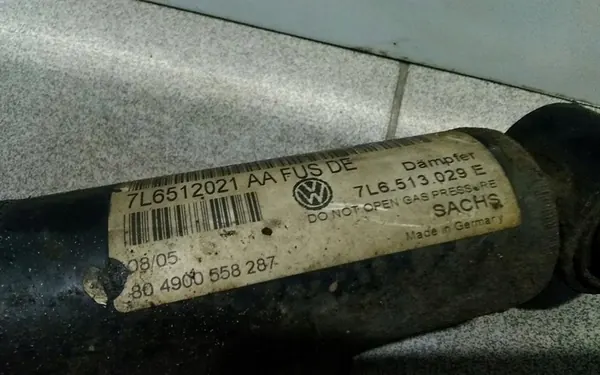 7L6512021 AA FUS DE
Dämpfer
7L6.513.029 E
DO NOT OPEN GAS PRESSURE
SACHS
Made in Germany
08/05
80 4900 558 287